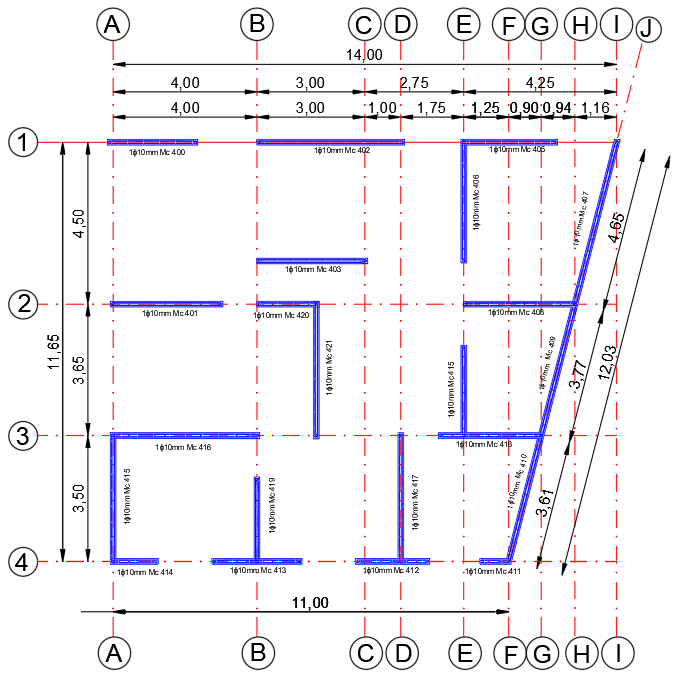 A B C D E F G H I J
14,00
4,00 3,00 2,75 4,25
4,00 3,00 1,00 1,75 1,25 0,90 0,94 1,16
1
1ϕ10mm Mc 400
1ϕ10mm Mc 402
1ϕ10mm Mc 405
1ϕ10mm Mc 406
1ϕ10mm Mc 407
4,65
4,50
1ϕ10mm Mc 403
2
1ϕ10mm Mc 401
1ϕ10mm Mc 420
1ϕ10mm Mc 408
11,65
3,65
1ϕ10mm Mc 421
1ϕ10mm Mc 415
1ϕ10mm Mc 409
3,77
12,03
3
1ϕ10mm Mc 416
1ϕ10mm Mc 418
3,50
1ϕ10mm Mc 415
1ϕ10mm Mc 419
1ϕ10mm Mc 417
1ϕ10mm Mc 410
3,61
4
1ϕ10mm Mc 414
1ϕ10mm Mc 413
1ϕ10mm Mc 412
1ϕ10mm Mc 411
11,00
A B C D E F G H I